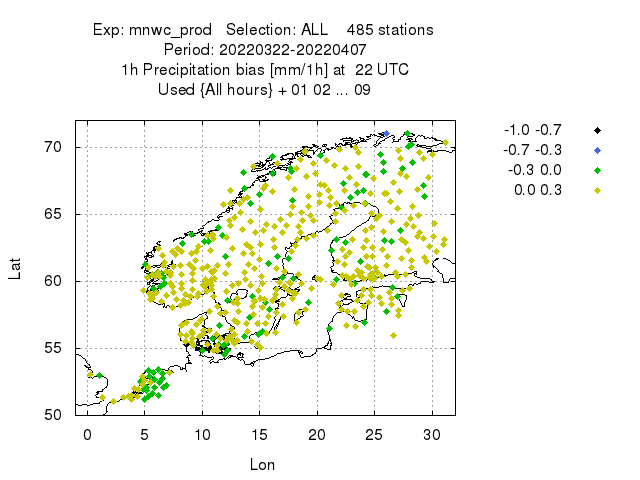 Exp: mnwc_prod   Selection: ALL    485 stations
Period: 20220322-20220407
1h Precipitation bias [mm/1h] at  22 UTC
Used {All hours} + 01 02 ... 09
-1.0 -0.7
-0.7 -0.3
-0.3 0.0
0.0 0.3
70
65
60
55
50
Lat
0 5 10 15 20 25 30
Lon